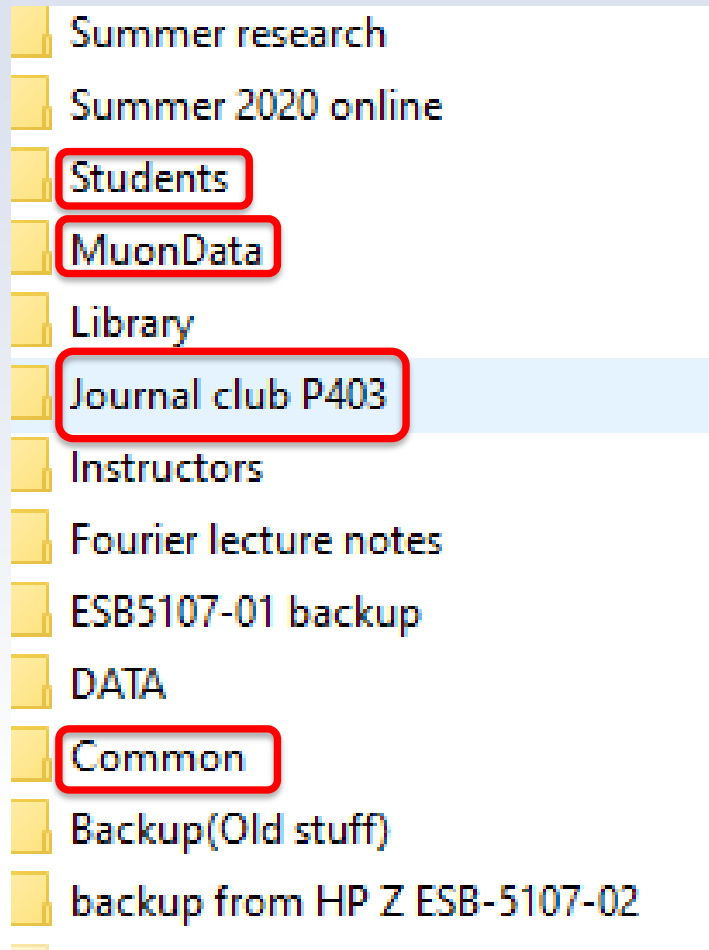 Summer research
Summer 2020 online
Students
MuonData
Library
Journal club P403
Instructors
Fourier lecture notes
ESB5107-01 backup
DATA
Common
Backup(Old stuff)
backup from HP Z ESB-5107-02